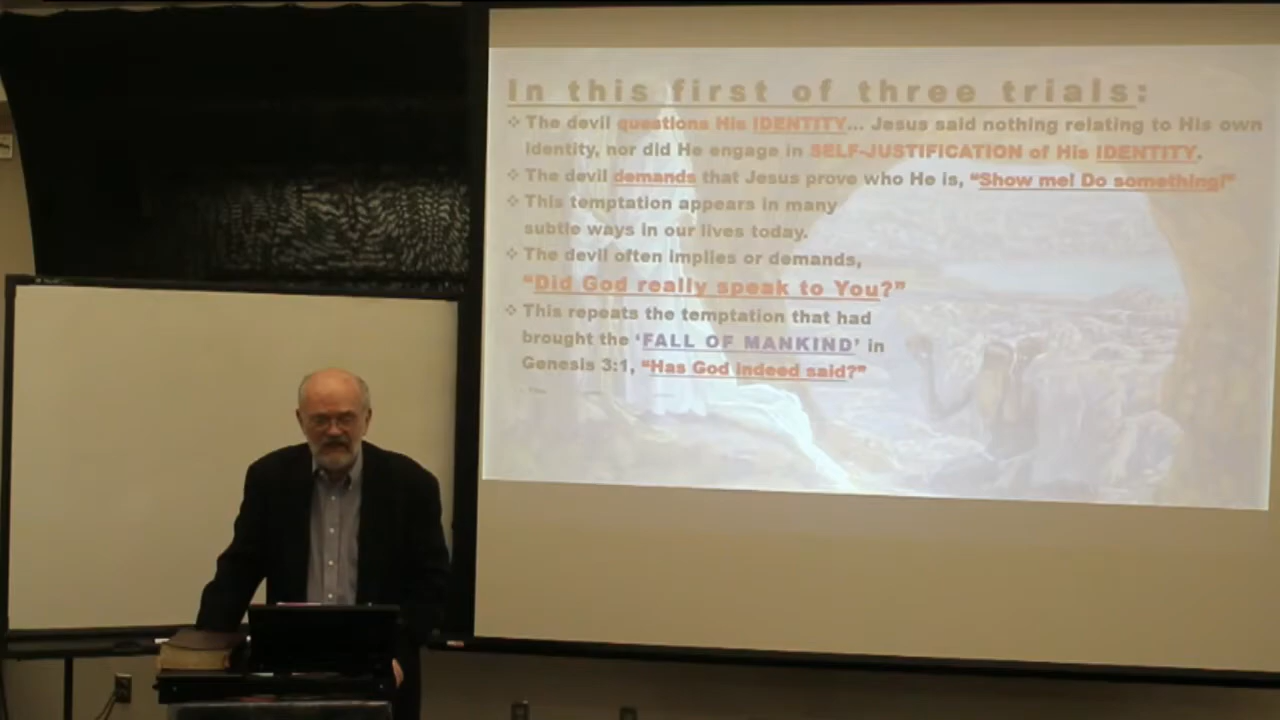 In this first of three trials:
❖ The devil questions His IDENTITY... Jesus said nothing relating to His own
identity, nor did He engage in SELF-JUSTIFICATION of His IDENTITY.
❖ The devil demands that Jesus prove who He is, “Show me! Do something!”
❖ This temptation appears in many
subtle ways in our lives today.
❖ The devil often implies or demands,
“Did God really speak to You?”
❖ This repeats the temptation that had
brought the ‘FALL OF MANKIND’ in
Genesis 3:1, “Has God indeed said?”